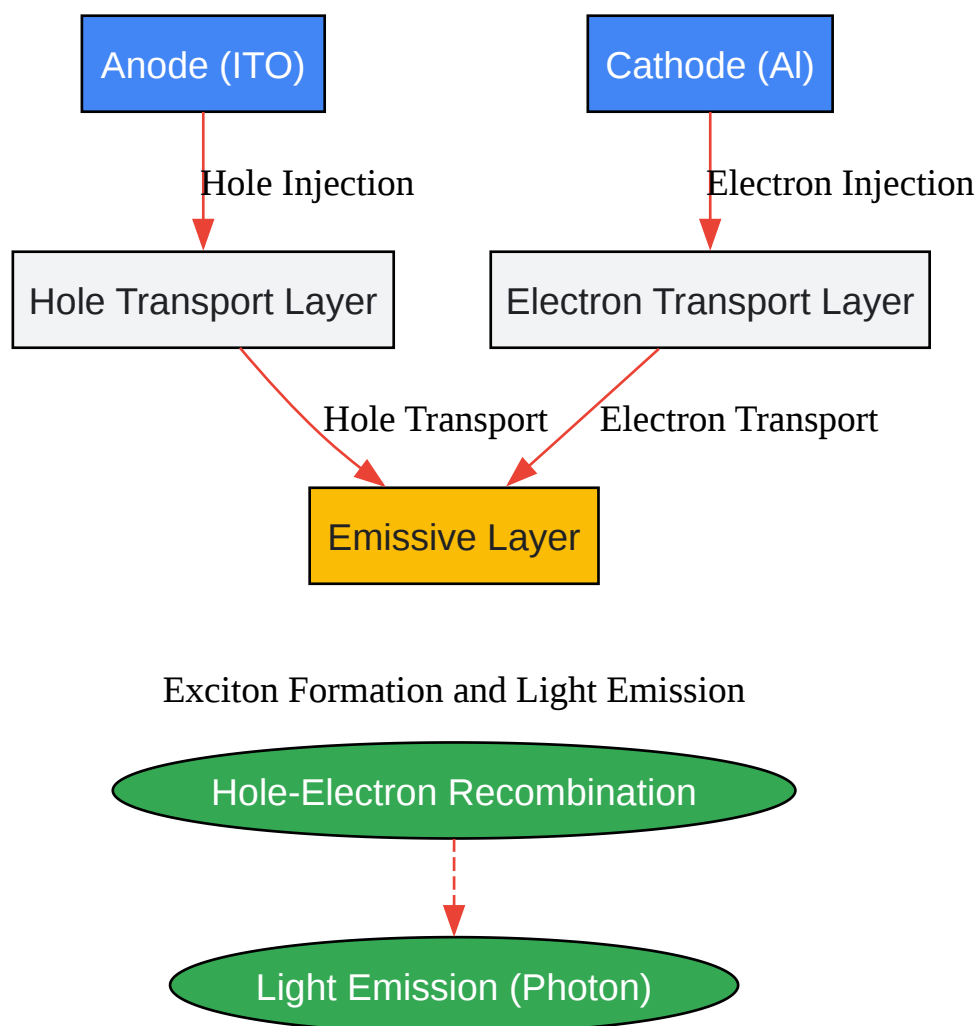 Anode (ITO)
Cathode (Al)
Hole Injection
Electron Injection
Hole Transport Layer
Electron Transport Layer
Hole Transport
Electron Transport
Emissive Layer
Exciton Formation and Light Emission
Hole-Electron Recombination
Light Emission (Photon)